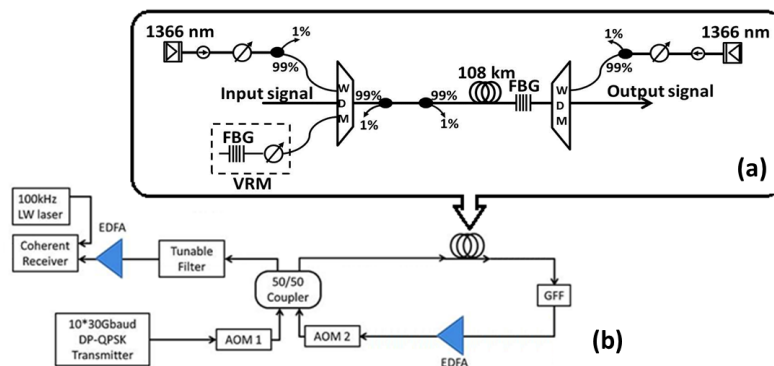 1366 nm
1%
99%
Input signal
FBG
VRM
W
D
M
99%
1%
99%
1%
108 km
FBG
W
D
M
1%
99%
1366 nm
Output signal
(a)
100kHz
LW laser
Coherent
Receiver
EDFA
Tunable
Filter
50/50
Coupler
GFF
10*30Gbaud
DP-QPSK
Transmitter
AOM 1
AOM 2
EDFA
(b)